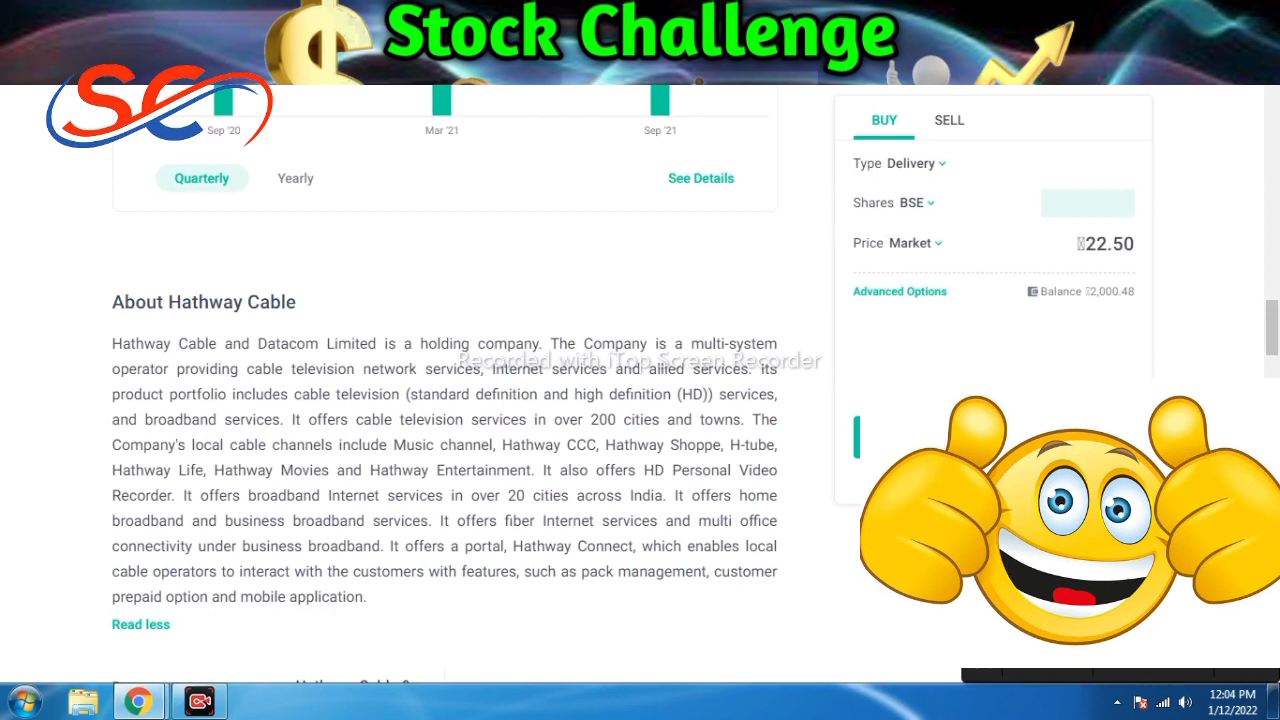 Stock Challenge
SC
Sep '20
Mar '21
Sep '21
Quarterly
Yearly
See Details
BUY
SELL
Type Delivery
Shares BSE
Price Market
22.50
Advanced Options
Balance 2,000.48
About Hathway Cable
Hathway Cable and Datacom Limited is a holding company. The Company is a multi-system
operator providing cable television network services, Internet services and allied services. Its
Recorded with iTop Screen Recorder
product portfolio includes cable television (standard definition and high definition (HD)) services,
and broadband services. It offers cable television services in over 200 cities and towns. The
Company's local cable channels include Music channel, Hathway CCC, Hathway Shoppe, H-tube,
Hathway Life, Hathway Movies and Hathway Entertainment. It also offers HD Personal Video
Recorder. It offers broadband Internet services in over 20 cities across India. It offers home
broadband and business broadband services. It offers fiber Internet services and multi office
connectivity under business broadband. It offers a portal, Hathway Connect, which enables local
cable operators to interact with the customers with features, such as pack management, customer
prepaid option and mobile application.
Read less
12:04 PM
1/12/2022